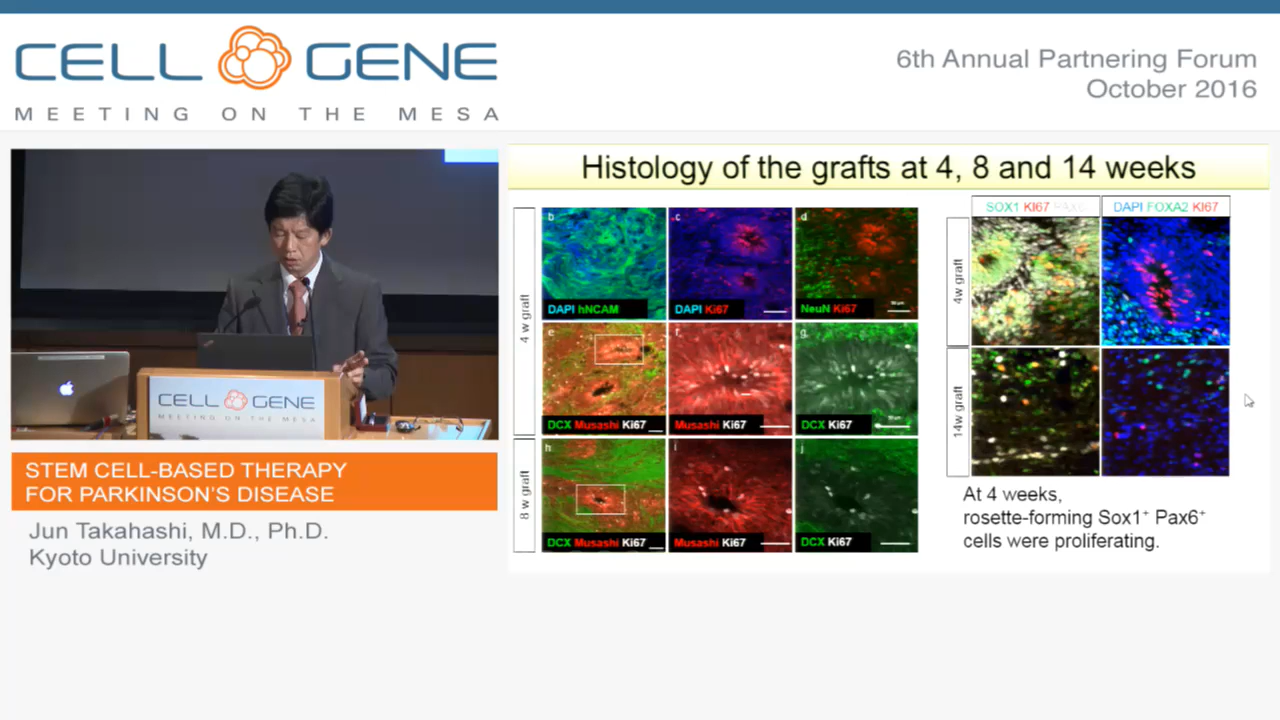 CELL GENE
MEETING ON THE MESA
6th Annual Partnering Forum
October 2016
CELL GENE
MEETING ON THE MESA
STEM CELL-BASED THERAPY
FOR PARKINSON'S DISEASE
Jun Takahashi, M.D., Ph.D.
Kyoto University
Histology of the grafts at 4, 8 and 14 weeks
4 w graft
b
DAPI hNCAM
c
DAPI Ki67
d
NeuN Ki67
e
DCX Musashi Ki67
f
Musashi Ki67
g
DCX Ki67
8 w graft
h
DCX Musashi Ki67
i
Musashi Ki67
j
DCX Ki67
SOX1 KI67 PAX6
DAPI FOXA2 KI67
4w graft
14w graft
At 4 weeks,
rosette-forming Sox1⁺ Pax6⁺
cells were proliferating.